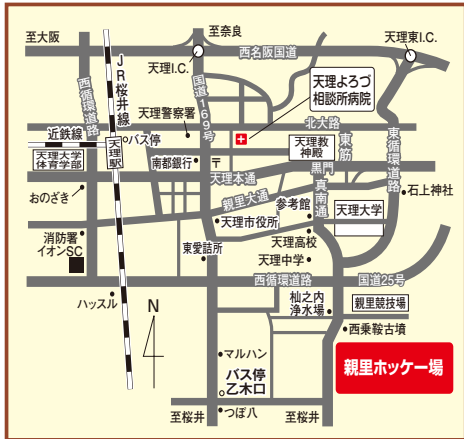 至大阪
至奈良
西名阪国道
天理東I.C.
天理I.C.
JR桜井線
西循環道路
国道169号
天理よろづ
相談所病院
天理警察署
北大路
近鉄線
バス停
天理大学
体育学部
天理駅
南都銀行
〒
天理教
神殿
東筋
黒門
東循環道路
天理本通
おのざき
親里大通
真南通
石上神社
参考館
天理大学
天理市役所
消防署
イオンSC
天理高校
東愛詰所
天理中学
西循環道路
国道25号
ハッスル
杣之内
浄水場
親里競技場
西乗鞍古墳
N
マルハン
バス停
乙木口
親里ホッケー場
つぼ八
至桜井
至桜井